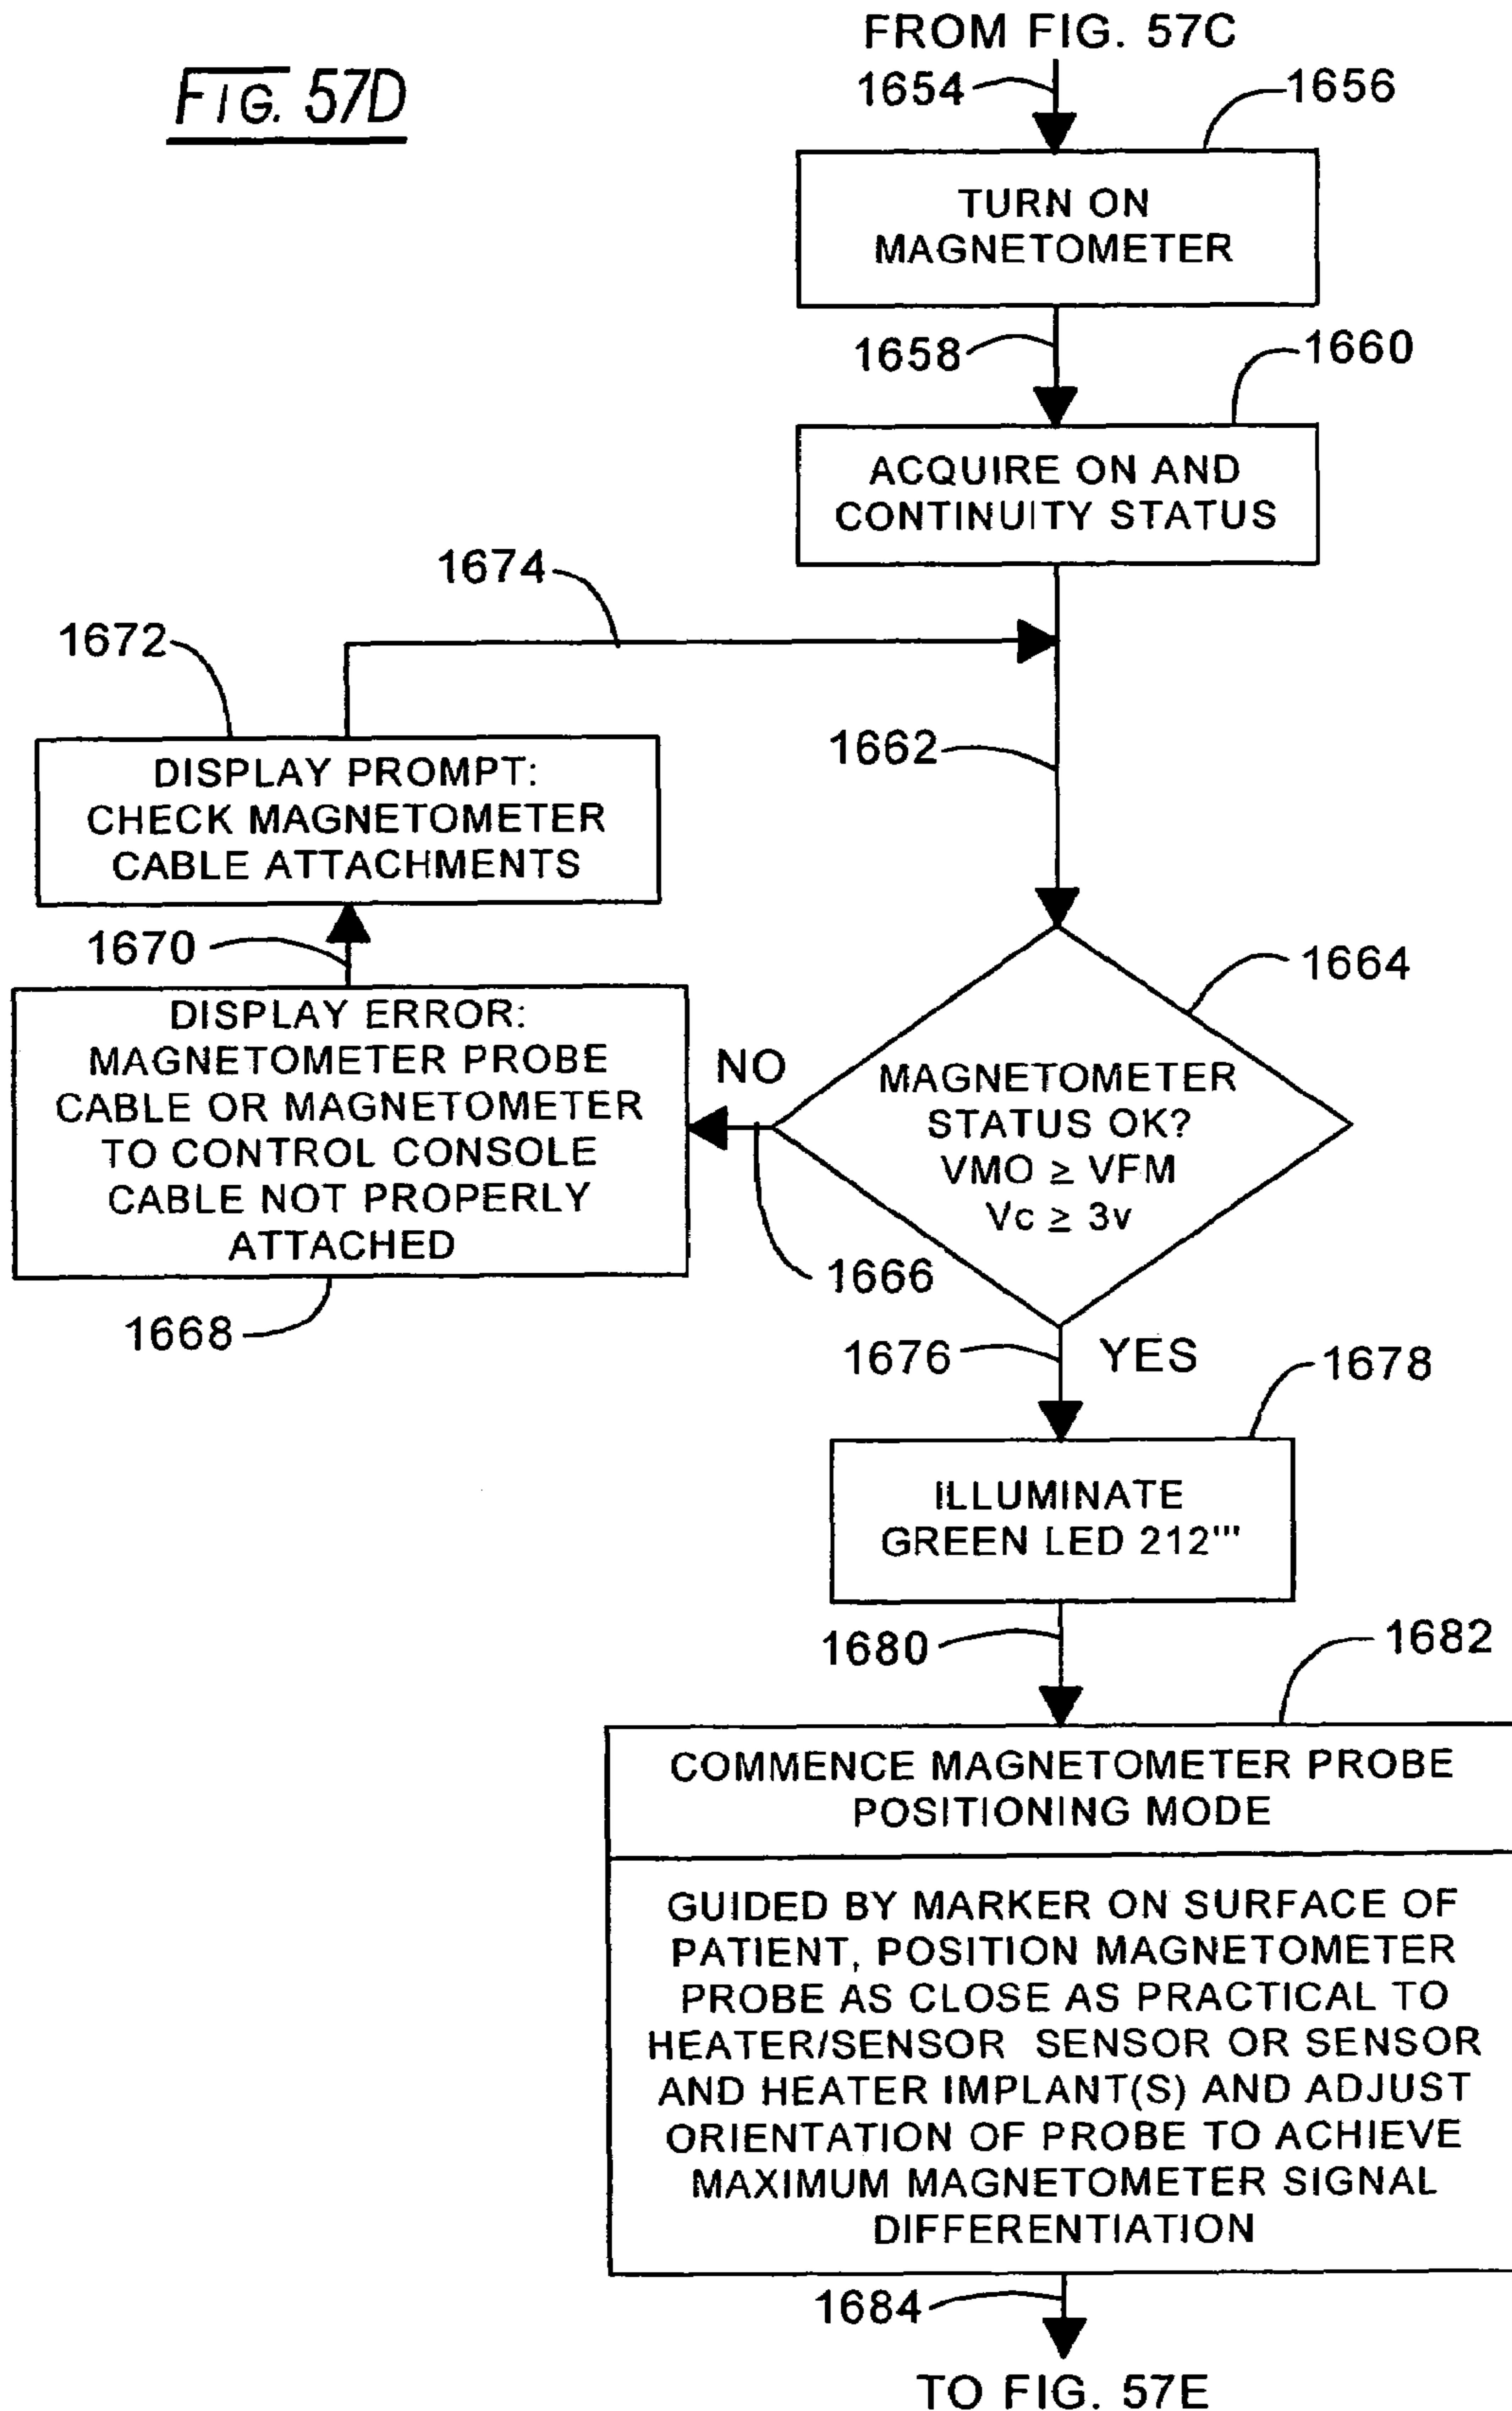 FIG. 57D
FROM FIG. 57C
1654
1656
TURN ON
MAGNETOMETER
1658
1660
ACQUIRE ON AND
CONTINUITY STATUS
1674
1672
1662
DISPLAY PROMPT:
CHECK MAGNETOMETER
CABLE ATTACHMENTS
1670
1664
DISPLAY ERROR:
MAGNETOMETER PROBE
CABLE OR MAGNETOMETER
TO CONTROL CONSOLE
CABLE NOT PROPERLY
ATTACHED
NO
MAGNETOMETER
STATUS OK?
VMO ≥ VFM
Vc ≥ 3v
1666
1668
1676
YES
1678
ILLUMINATE
GREEN LED 212'''
1680
1682
COMMENCE MAGNETOMETER PROBE
POSITIONING MODE
GUIDED BY MARKER ON SURFACE OF
PATIENT, POSITION MAGNETOMETER
PROBE AS CLOSE AS PRACTICAL TO
HEATER/SENSOR SENSOR OR SENSOR
AND HEATER IMPLANT(S) AND ADJUST
ORIENTATION OF PROBE TO ACHIEVE
MAXIMUM MAGNETOMETER SIGNAL
DIFFERENTIATION
1684
TO FIG. 57E